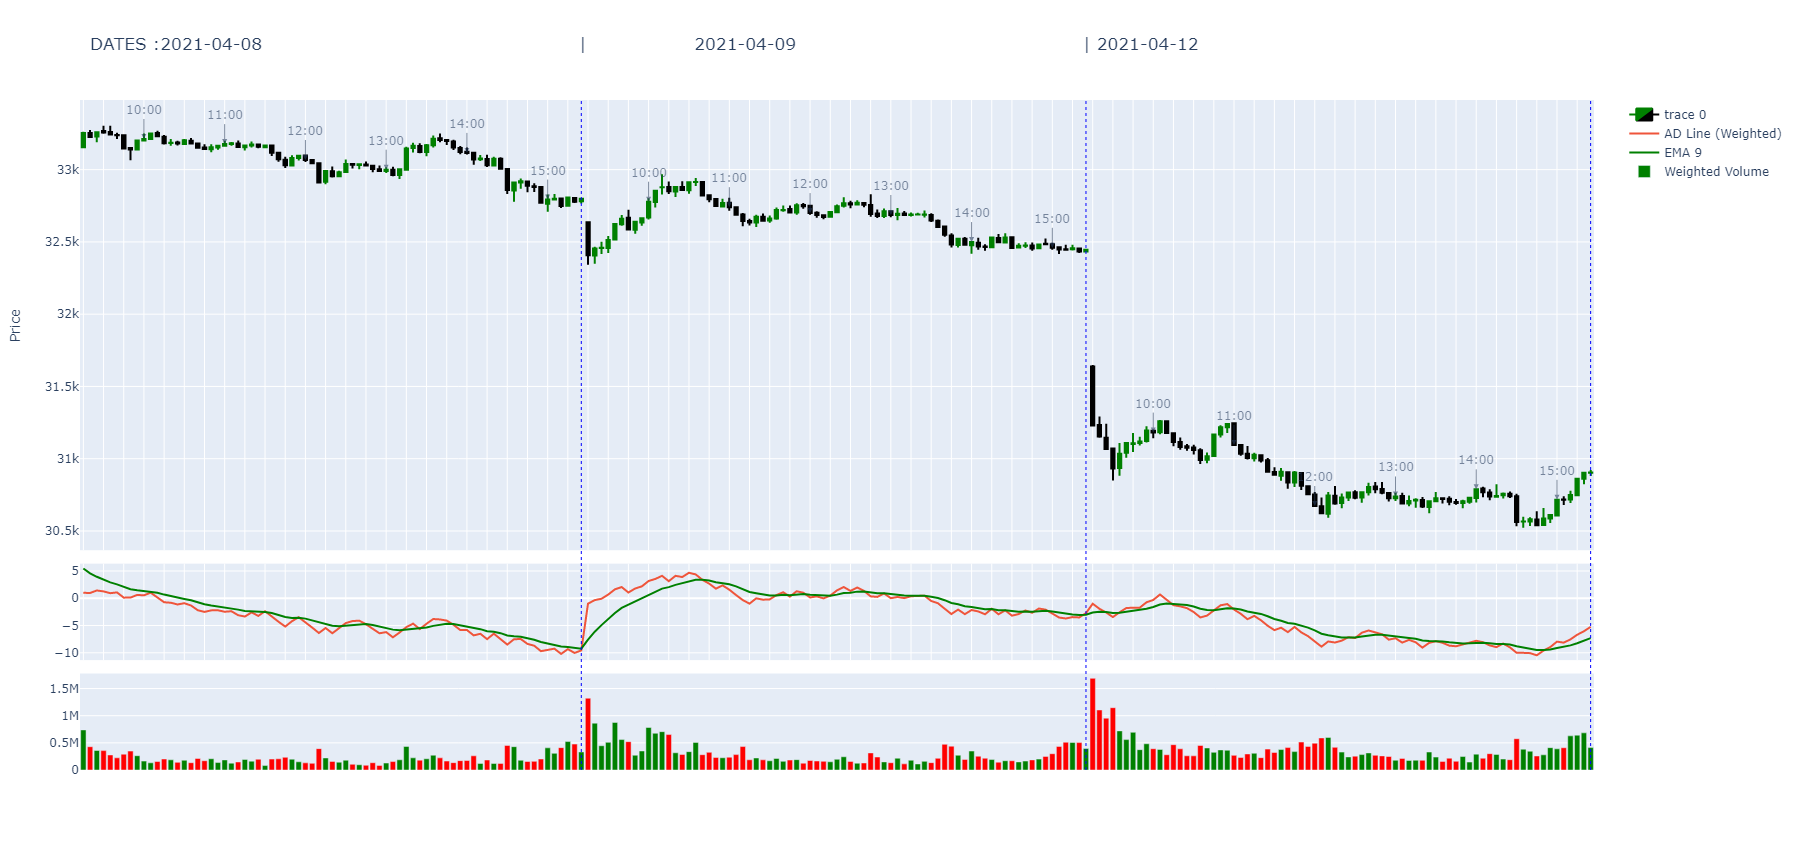 DATES :2021-04-08 | 2021-04-09 | 2021-04-12
10:00 11:00 12:00 13:00 14:00 15:00
10:00 11:00 12:00 13:00 14:00 15:00
10:00 11:00 2:00 13:00 14:00 15:00
Price
33k
32.5k
32k
31.5k
31k
30.5k
5
0
−5
−10
1.5M
1M
0.5M
0
trace 0
AD Line (Weighted)
EMA 9
Weighted Volume